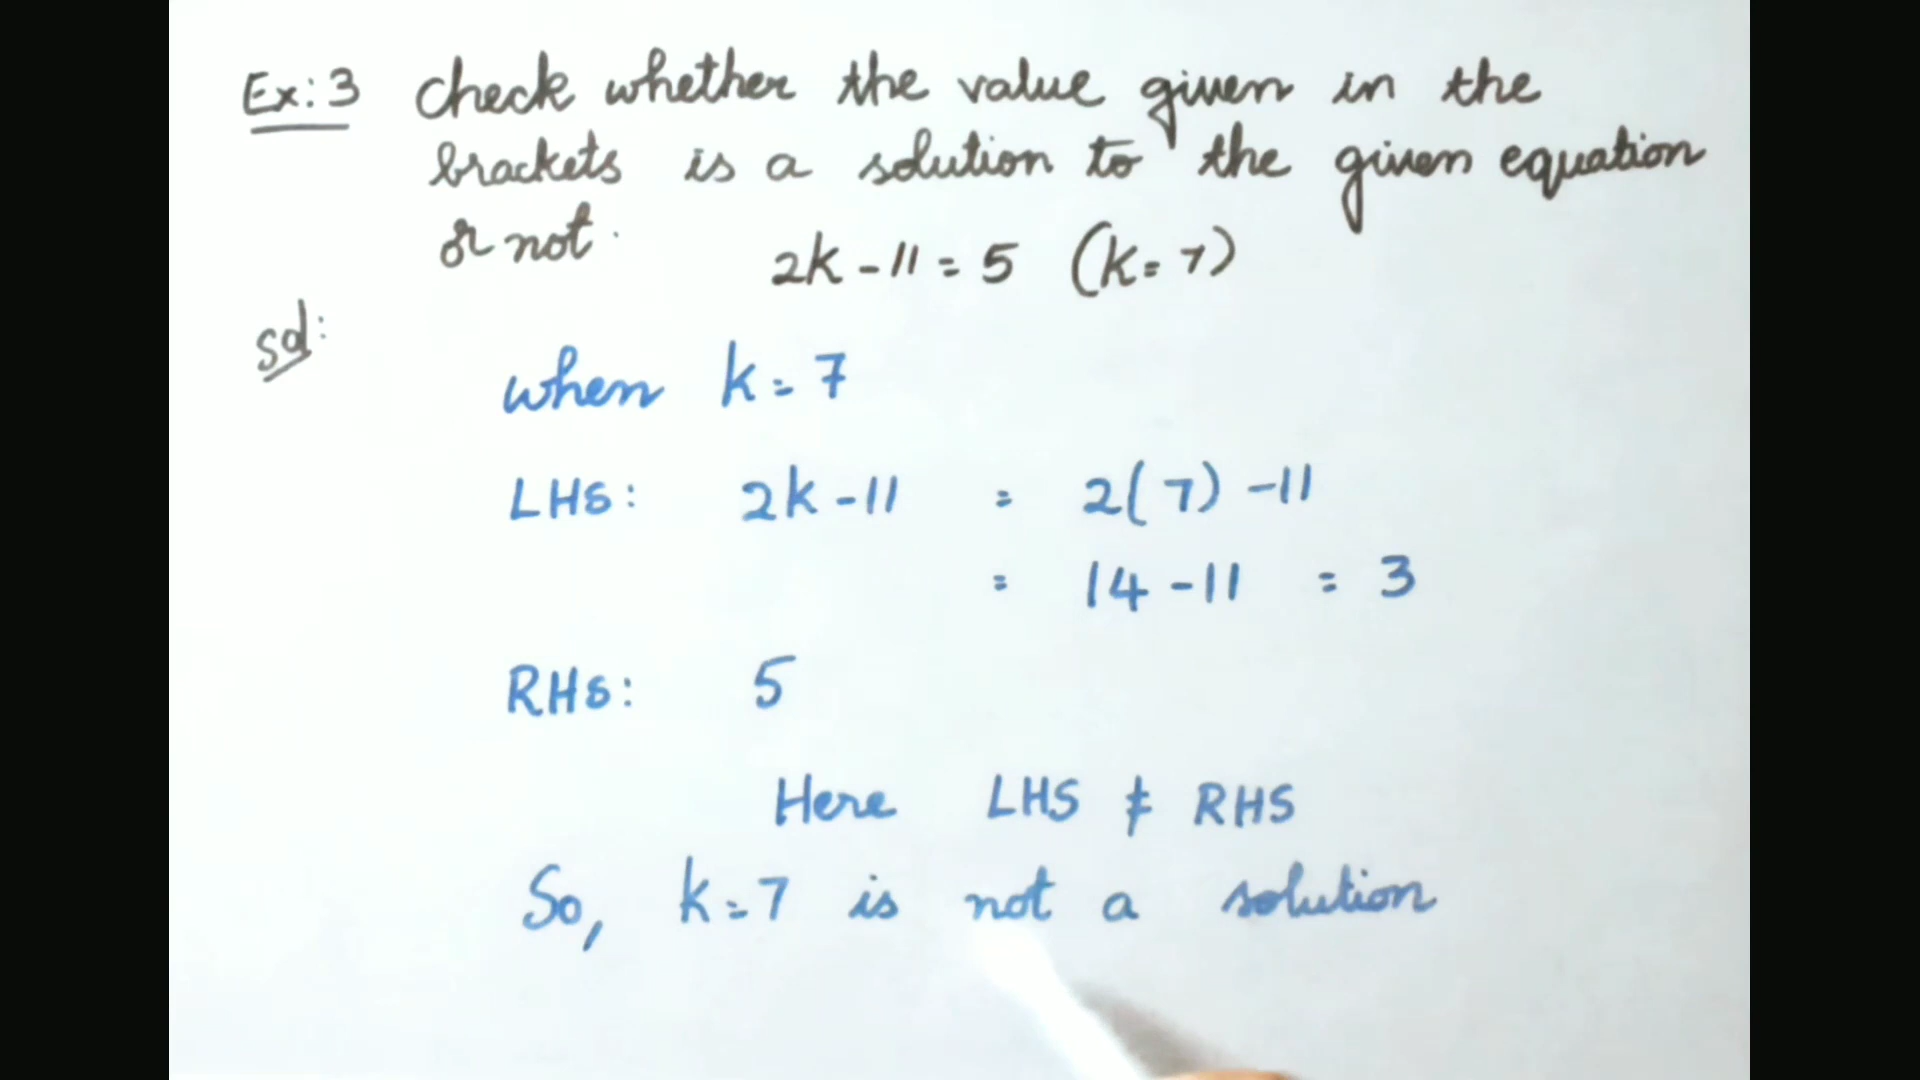 Ex: 3 check whether the value given in the
brackets is a solution to the given equation
or not.
2k - 11 = 5 (k = 7)
Sol:
when k = 7
LHS: 2k - 11 = 2(7) - 11
= 14 - 11 = 3
RHS: 5
Here LHS ≠ RHS
So, k = 7 is not a solution